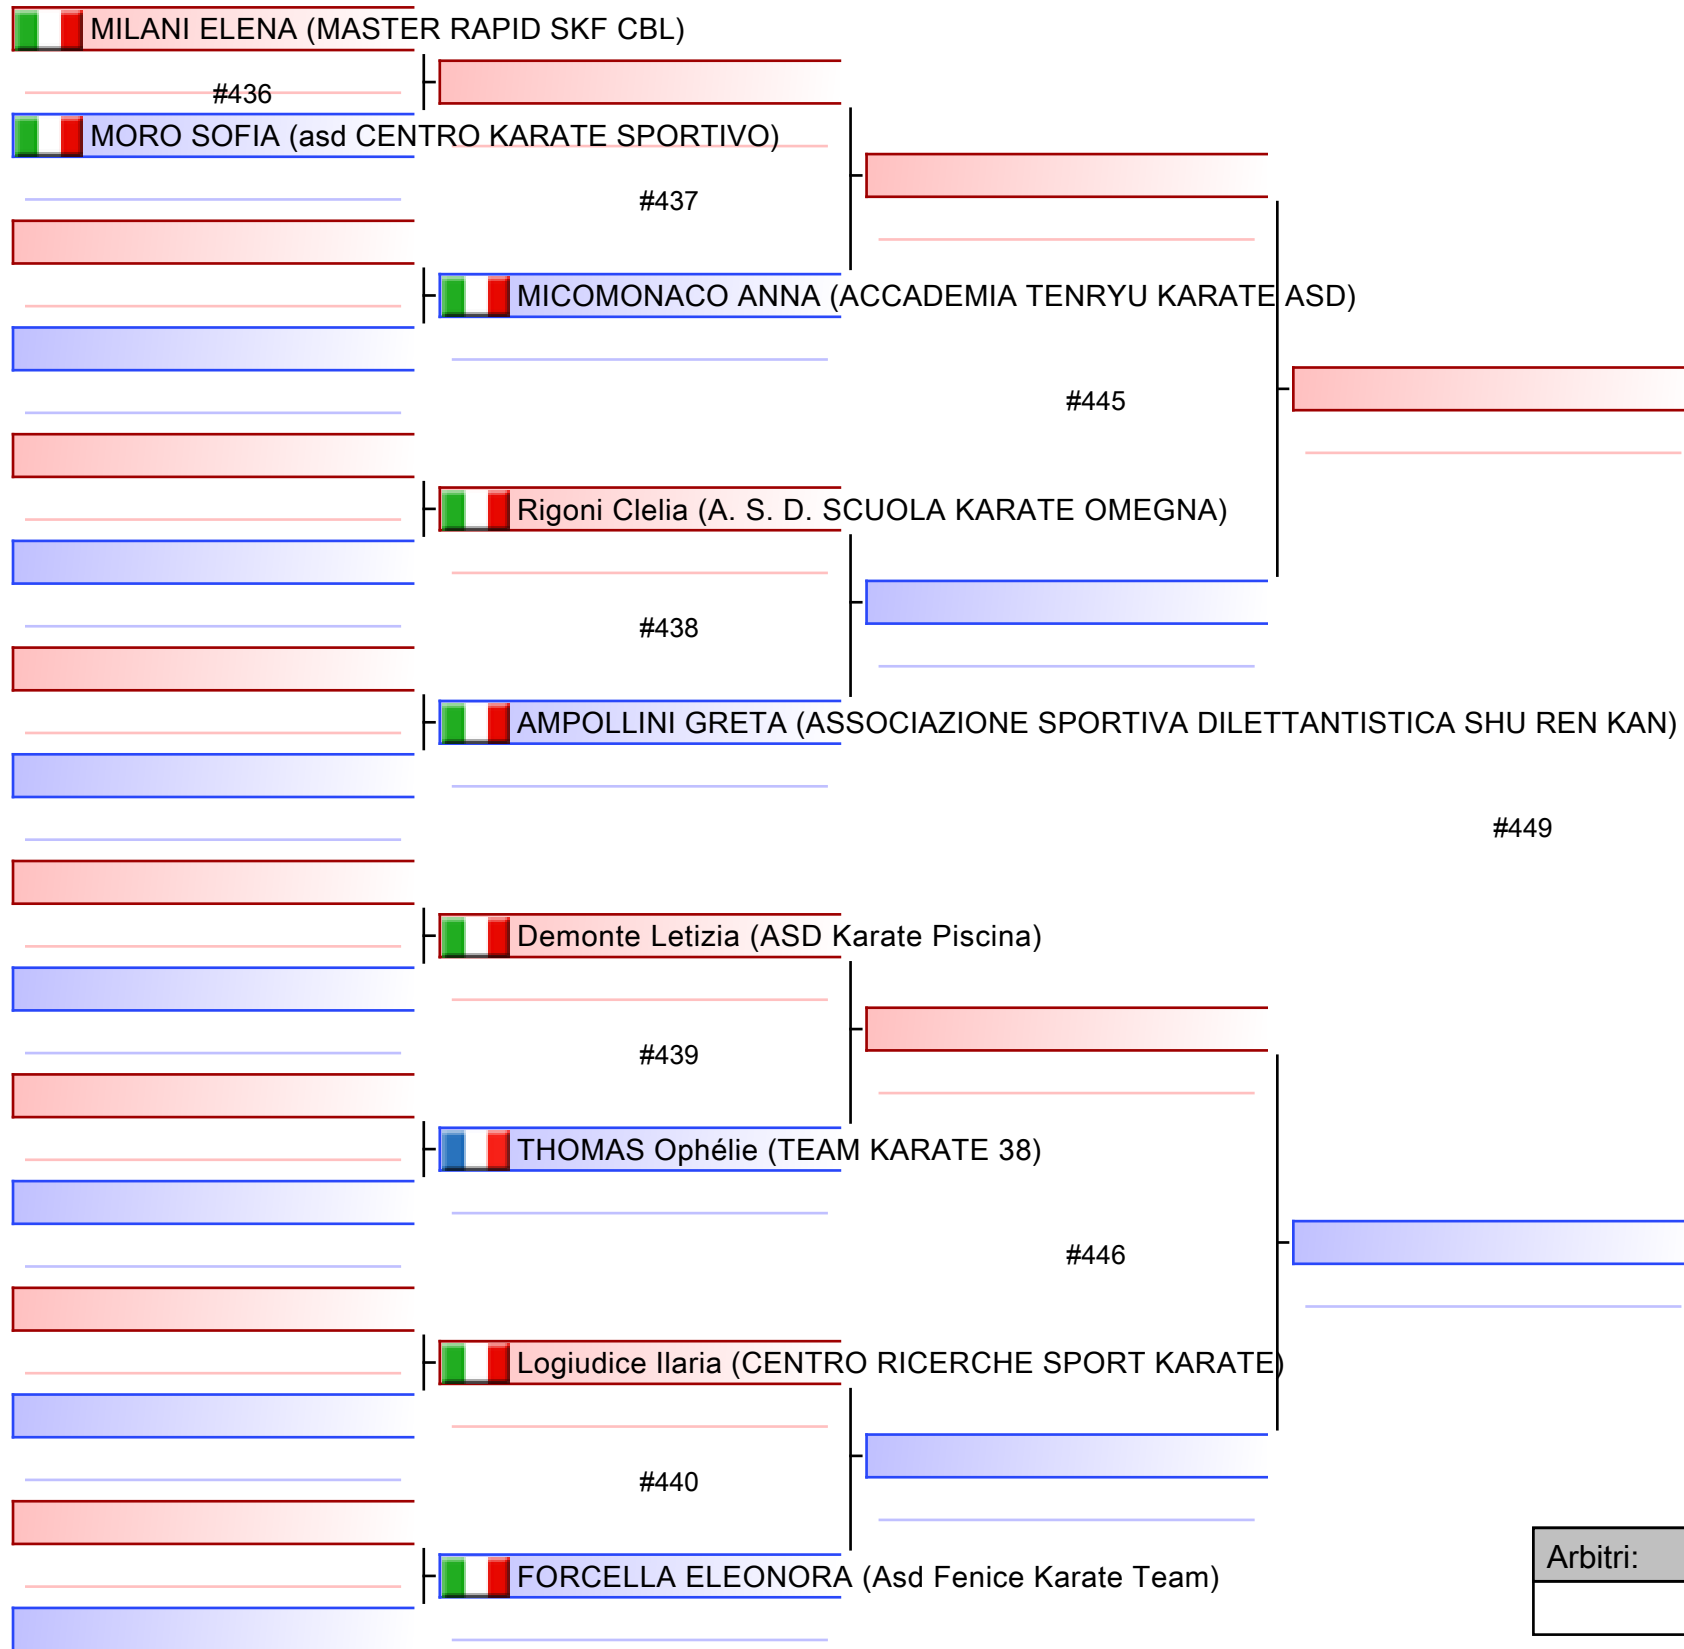 MILANI ELENA (MASTER RAPID SKF CBL)
#436
MORO SOFIA (asd CENTRO KARATE SPORTIVO)
#437
MICOMONACO ANNA (ACCADEMIA TENRYU KARATE ASD)
#445
Rigoni Clelia (A. S. D. SCUOLA KARATE OMEGNA)
#438
AMPOLLINI GRETA (ASSOCIAZIONE SPORTIVA DILETTANTISTICA SHU REN KAN)
#449
Demonte Letizia (ASD Karate Piscina)
#439
THOMAS Ophélie (TEAM KARATE 38)
#446
Logiudice Ilaria (CENTRO RICERCHE SPORT KARATE)
#440
Arbitri:
FORCELLA ELEONORA (Asd Fenice Karate Team)